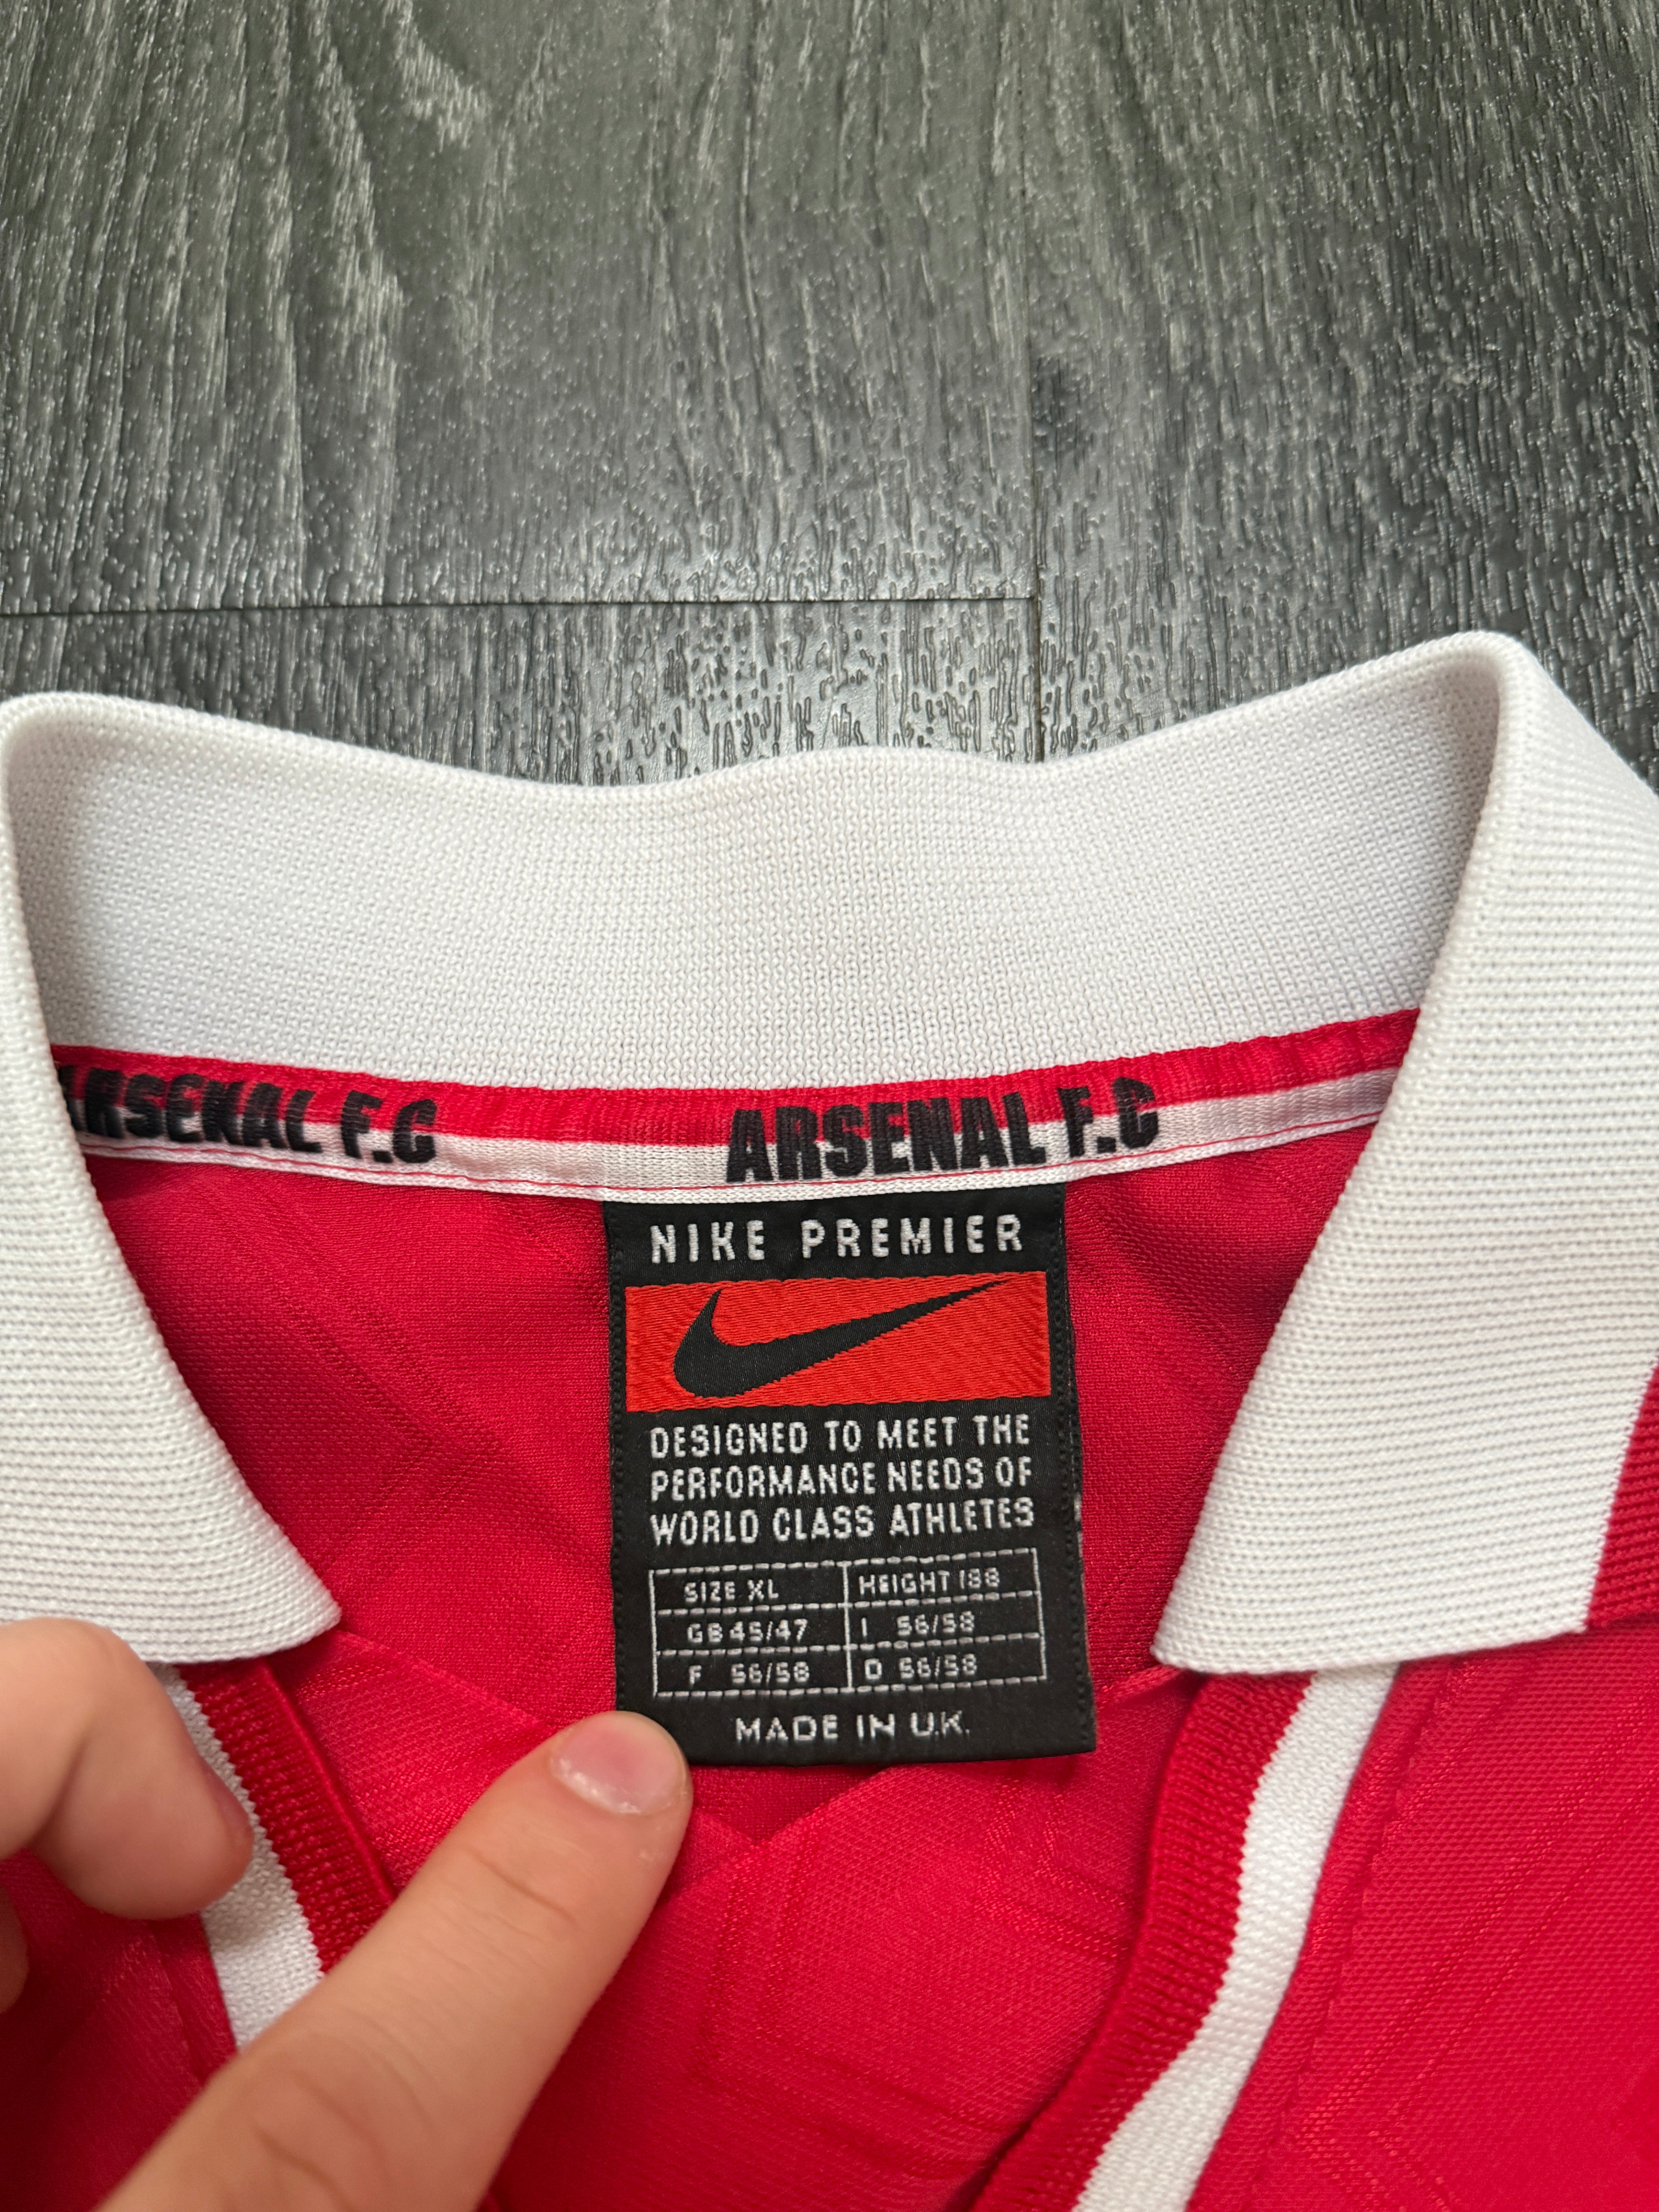 ARSENAL F.C ARSENAL F.C
NIKE PREMIER
DESIGNED TO MEET THE
PERFORMANCE NEEDS OF
WORLD CLASS ATHLETES
SIZE XL HEIGHT 188
GB 45/47 I 56/58
F 56/58 D 56/58
MADE IN U.K.